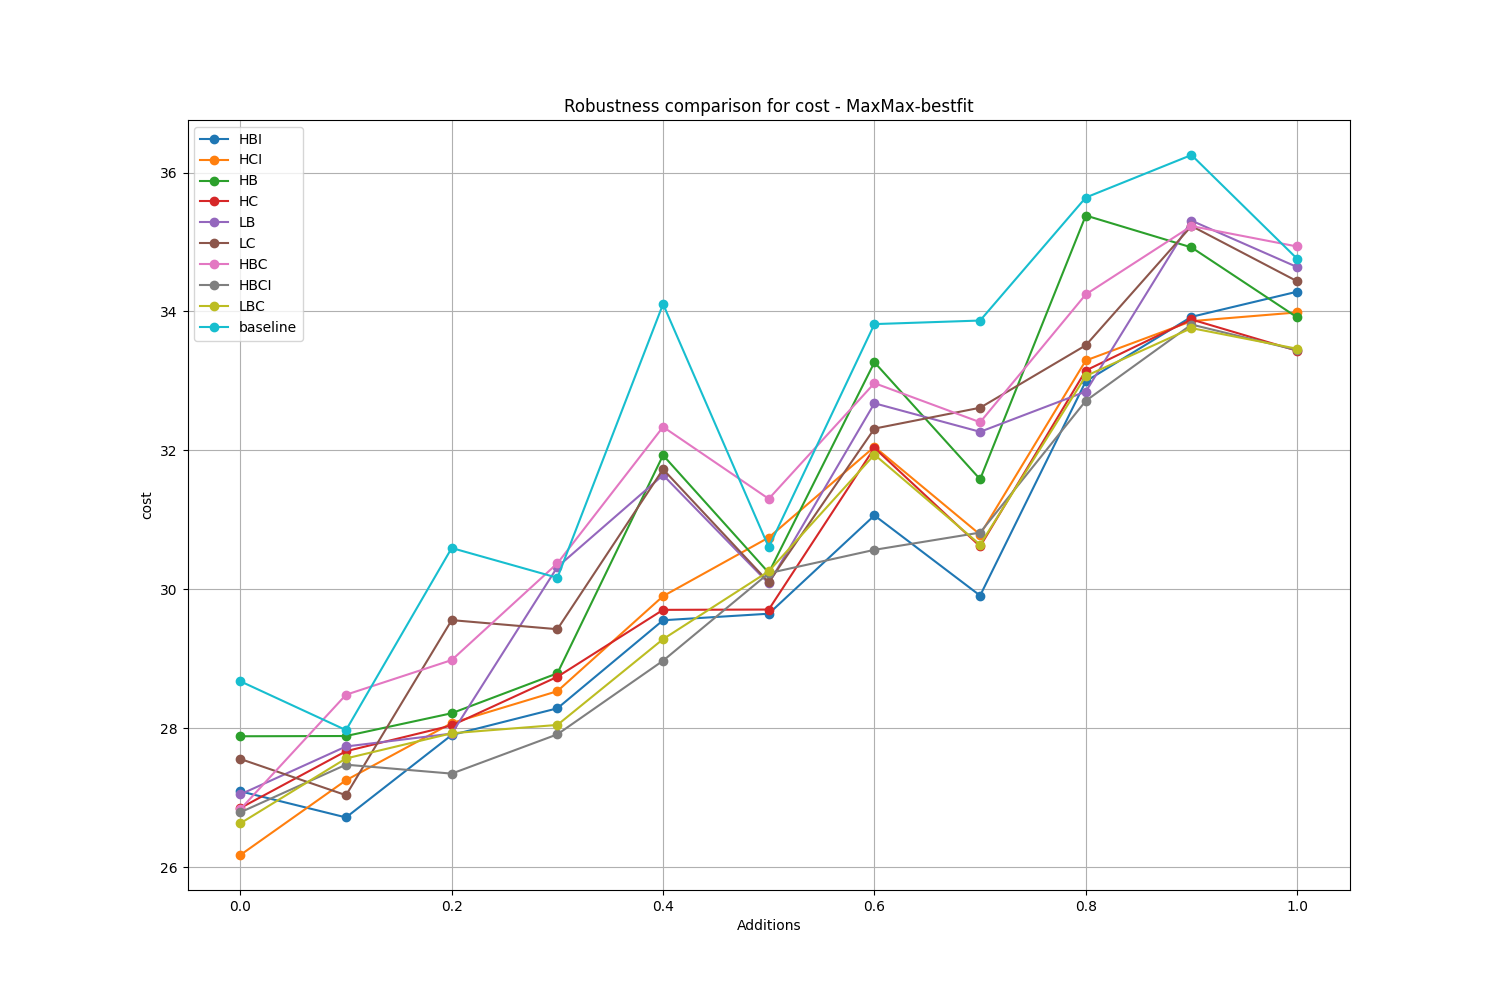 Robustness comparison for cost - MaxMax-bestfit
HBI
HCI
HB
HC
LB
LC
HBC
HBCI
LBC
baseline
36
34
32
30
28
26
cost
0.0 0.2 0.4 0.6 0.8 1.0
Additions